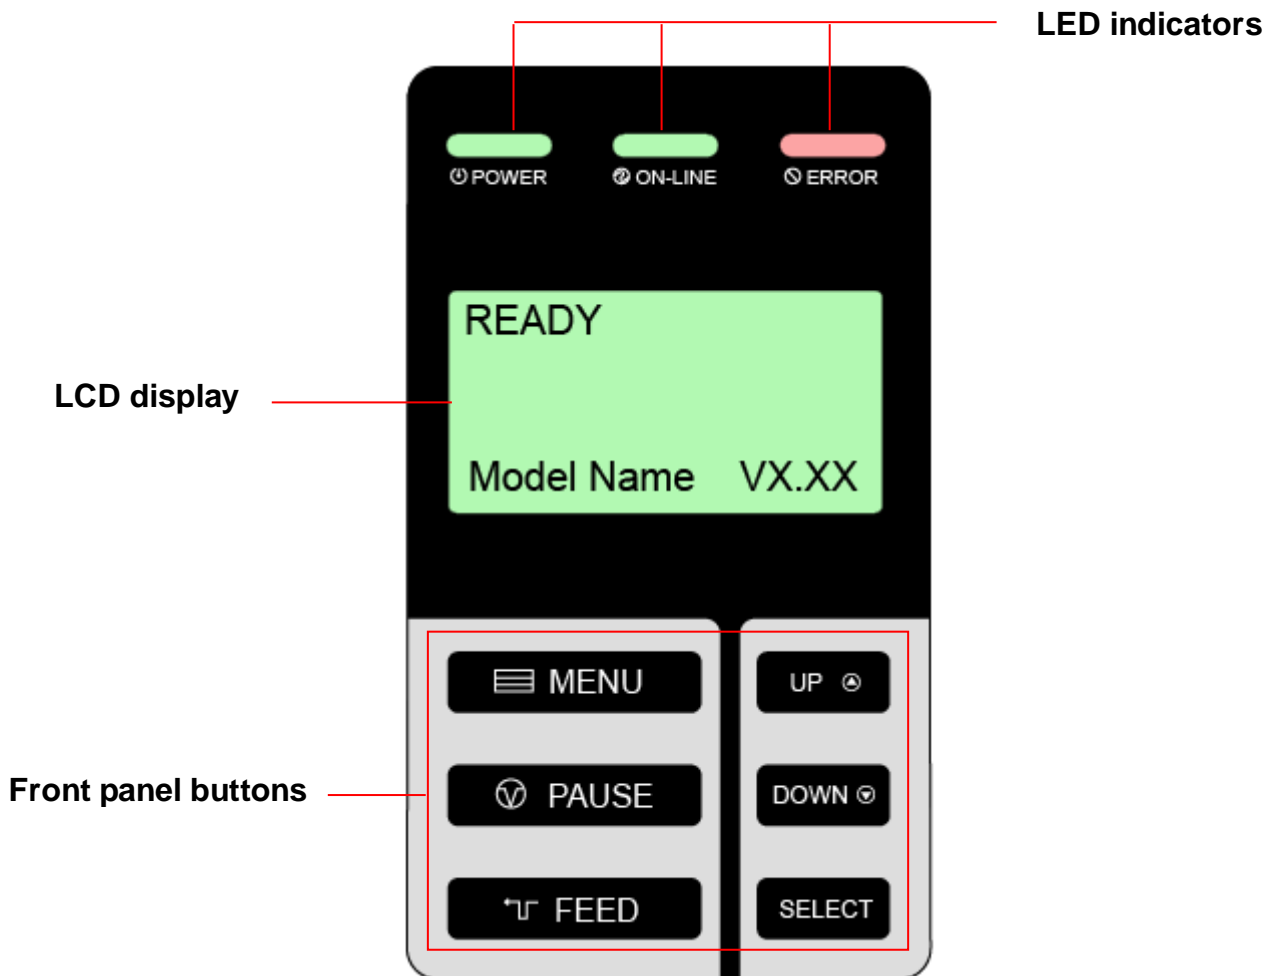 LED indicators
POWER
ON-LINE
ERROR
READY
LCD display
Model Name VX.XX
MENU
UP
Front panel buttons
PAUSE
DOWN
FEED
SELECT